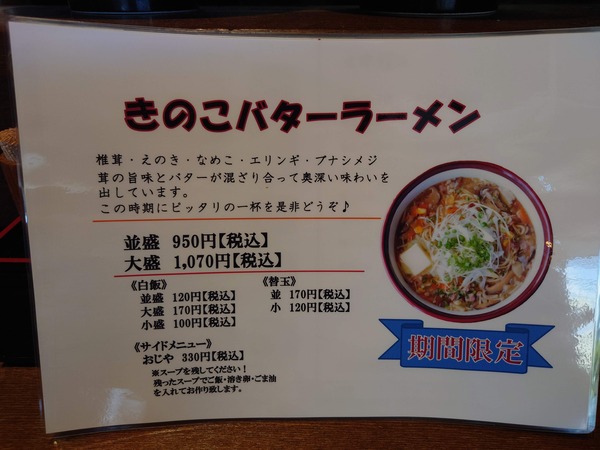 きのこバターラーメン
椎茸・えのき・なめこ・エリンギ・ブナシメジ
茸の旨味とバターが混ざり合って奥深い味わいを
出しています。
この時期にピッタリの一杯を是非どうぞ♪
並盛 950円【税込】
大盛 1,070円【税込】
《白飯》
並盛 120円【税込】
大盛 170円【税込】
小盛 100円【税込】
《替玉》
並 170円【税込】
小 120円【税込】
《サイドメニュー》
おじや 330円【税込】
※スープを残してください！
残ったスープでご飯・溶き卵・ごま油
を入れてお作り致します。
期間限定